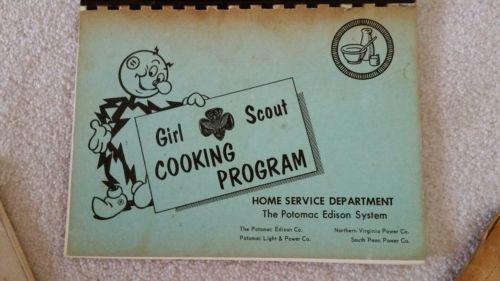 Girl Scout
COOKING
PROGRAM
HOME SERVICE DEPARTMENT
The Potomac Edison System
The Potomac Edison Co. Northern Virginia Power Co.
Potomac Light & Power Co. South Penn Power Co.